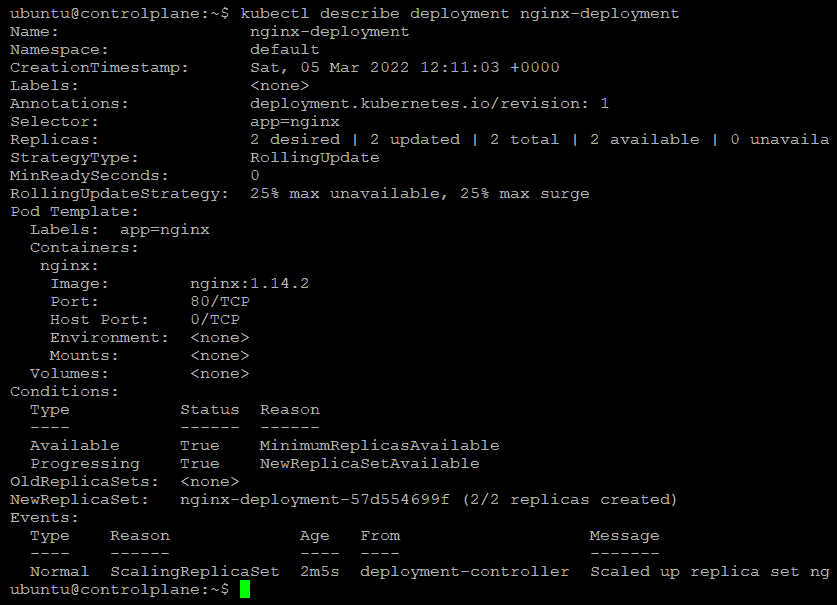 ubuntu@controlplane:~$ kubectl describe deployment nginx-deployment
Name:                   nginx-deployment
Namespace:              default
CreationTimestamp:      Sat, 05 Mar 2022 12:11:03 +0000
Labels:                 <none>
Annotations:            deployment.kubernetes.io/revision: 1
Selector:               app=nginx
Replicas:               2 desired | 2 updated | 2 total | 2 available | 0 unavaila
StrategyType:           RollingUpdate
MinReadySeconds:        0
RollingUpdateStrategy:  25% max unavailable, 25% max surge
Pod Template:
  Labels:  app=nginx
  Containers:
   nginx:
    Image:        nginx:1.14.2
    Port:         80/TCP
    Host Port:    0/TCP
    Environment:  <none>
    Mounts:       <none>
  Volumes:        <none>
Conditions:
  Type           Status  Reason
  ----           ------  ------
  Available      True    MinimumReplicasAvailable
  Progressing    True    NewReplicaSetAvailable
OldReplicaSets:  <none>
NewReplicaSet:   nginx-deployment-57d554699f (2/2 replicas created)
Events:
  Type    Reason             Age   From                   Message
  ----    ------             ----  ----                   -------
  Normal  ScalingReplicaSet  2m5s  deployment-controller  Scaled up replica set ng
ubuntu@controlplane:~$